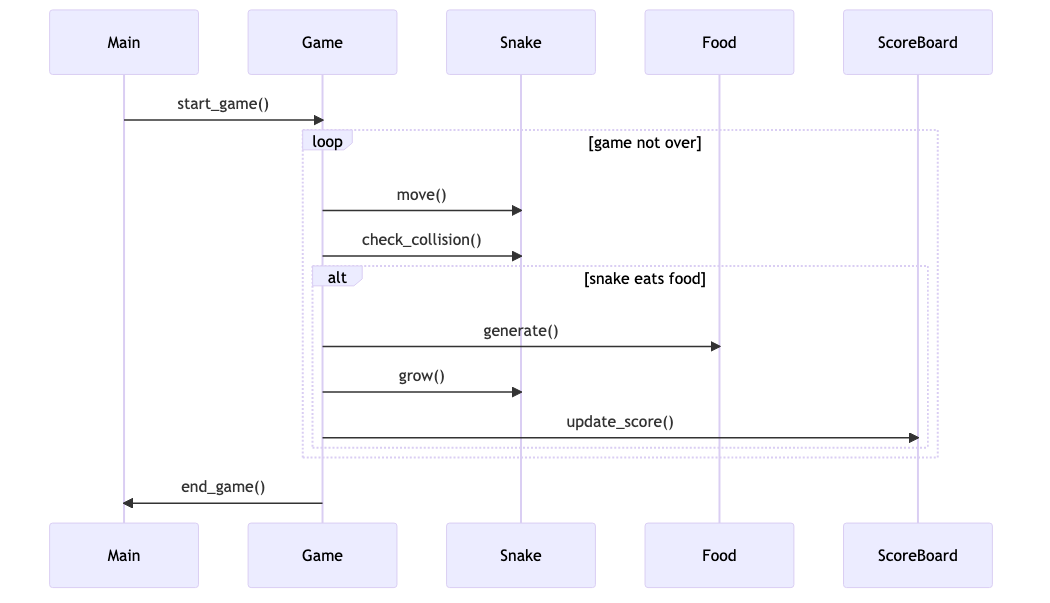 Main Game Snake Food ScoreBoard
start_game()
loop [game not over]
move()
check_collision()
alt [snake eats food]
generate()
grow()
update_score()
end_game()
Main Game Snake Food ScoreBoard